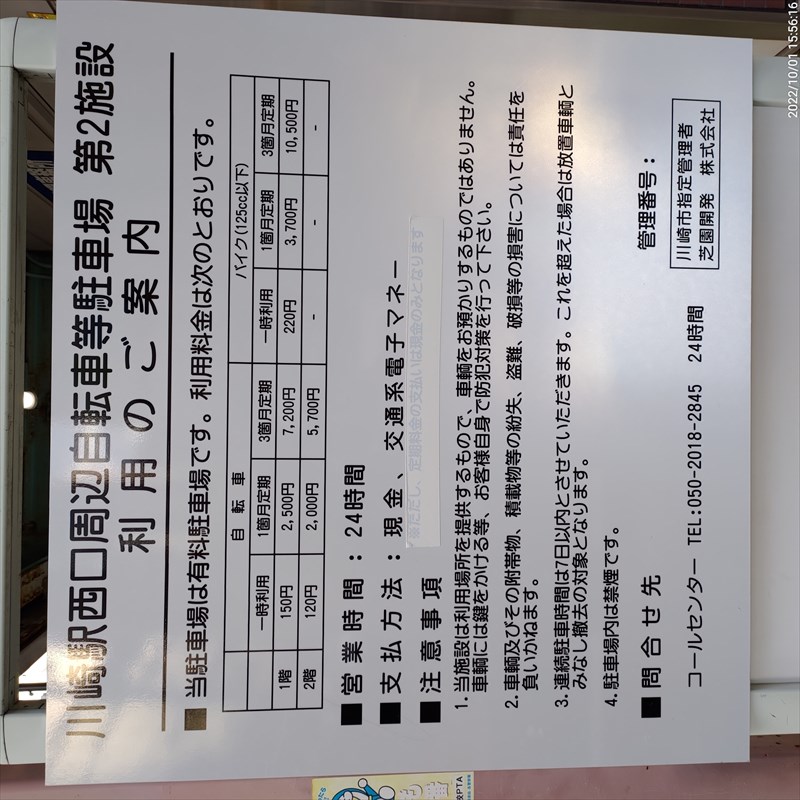 川崎駅西口周辺自転車等駐車場 第2施設
利用のご案内
■ 当駐車場は有料駐車場です。利用料金は次のとおりです。
自転車 バイク(125cc以下)
一時利用 1箇月定期 3箇月定期 一時利用 1箇月定期 3箇月定期
1階 150円 2,500円 7,200円 220円 3,700円 10,500円
2階 120円 2,000円 5,700円 - - -
■ 営業時間：24時間
■ 支払方法：現金、交通系電子マネー
■ 注意事項
1. 当施設は利用場所を提供するもので、車輌をお預かりするものではありません。
車輌には鍵をかける等、お客様自身で防犯対策を行って下さい。
2. 車輌及びその附帯物、積載物等の紛失、盗難、破損等の損害については責任を
負いかねます。
3. 連続駐車時間は7日以内とさせていただきます。これを超えた場合は放置車輌と
みなし撤去の対象となります。
4. 駐車場内は禁煙です。
■ 問合せ先 管理番号：
コールセンター TEL:050-2018-2845 24時間
川崎市指定管理者
芝園開発 株式会社
2022/10/01 15:56:16